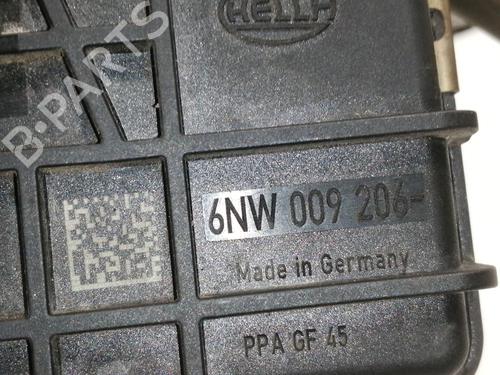 HELLA
B-PARTS
6NW 009 206-
Made in Germany
PPA GF 45